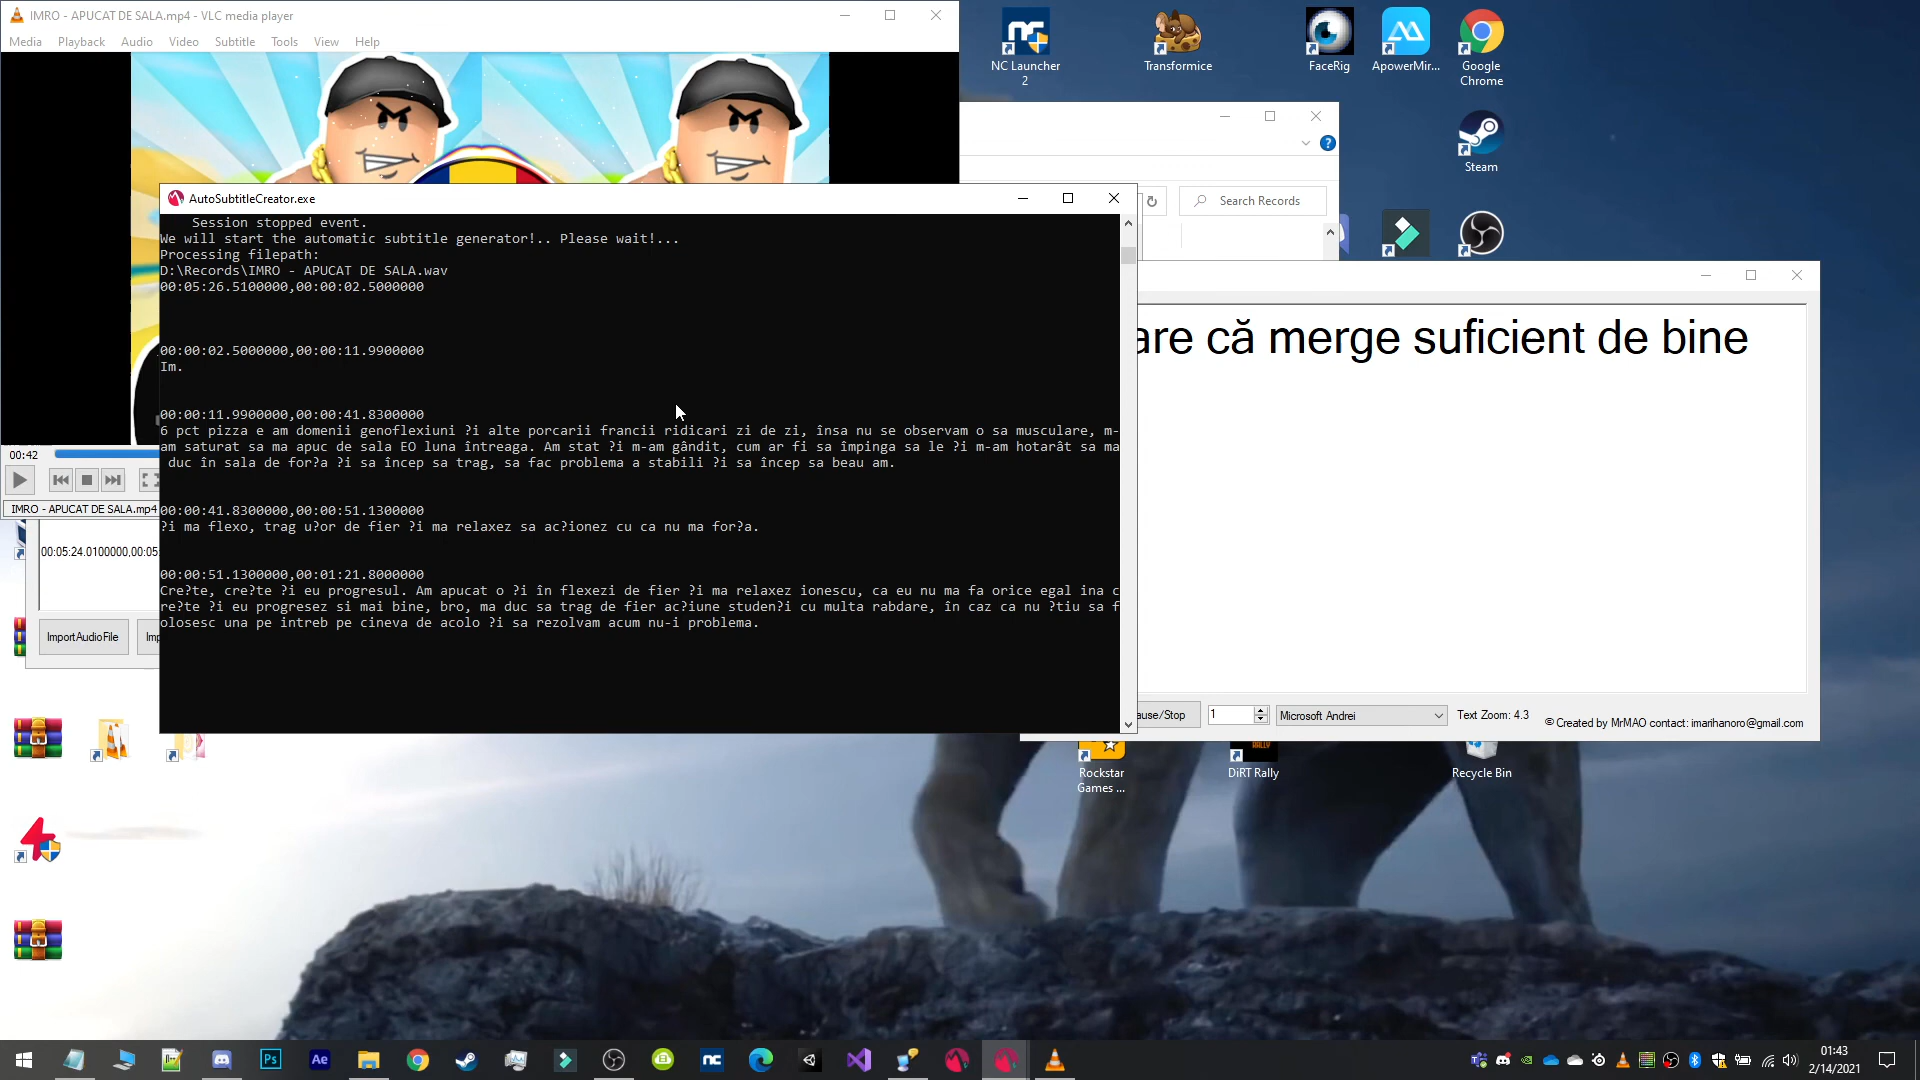 IMRO - APUCAT DE SALA.mp4 - VLC media player
Media Playback Audio Video Subtitle Tools View Help
NC Launcher 2
Transformice
FaceRig
ApowerMir...
Google Chrome
Steam
Search Records
AutoSubtitleCreator.exe
Session stopped event.
We will start the automatic subtitle generator!.. Please wait!...
Processing filepath:
D:\Records\IMRO - APUCAT DE SALA.wav
00:05:26.5100000,00:00:02.5000000
00:00:02.5000000,00:00:11.9900000
Im.
00:00:11.9900000,00:00:41.8300000
6 pct pizza e am domenii genoflexiuni ?i alte porcarii francii ridicari zi de zi, însa nu se observam o sa musculare, m-
am saturat sa ma apuc de sala EO luna întreaga. Am stat ?i m-am gândit, cum ar fi sa împinga sa le ?i m-am hotarât sa ma
duc în sala de for?a ?i sa încep sa trag, sa fac problema a stabili ?i sa încep sa beau am.
00:00:41.8300000,00:00:51.1300000
?i ma flexo, trag u?or de fier ?i ma relaxez sa ac?ionez cu ca nu ma for?a.
00:00:51.1300000,00:01:21.8000000
Cre?te, cre?te ?i eu progresul. Am apucat o ?i în flexezi de fier ?i ma relaxez ionescu, ca eu nu ma fa orice egal ina c
re?te ?i eu progresez si mai bine, bro, ma duc sa trag de fier ac?iune studen?i cu multa rabdare, în caz ca nu ?tiu sa f
olosesc una pe intreb pe cineva de acolo ?i sa rezolvam acum nu-i problema.
are că merge suficient de bine
00:42
IMRO - APUCAT DE SALA.mp4
00:05:24.0100000,00:05
ImportAudioFile
Imp
ause/Stop
1
Microsoft Andrei
Text Zoom: 4.3
© Created by MrMAO contact: imarihanoro@gmail.com
Rockstar Games ...
RALLY
DiRT Rally
Recycle Bin
Ps
Ae
nc
01:43
2/14/2021